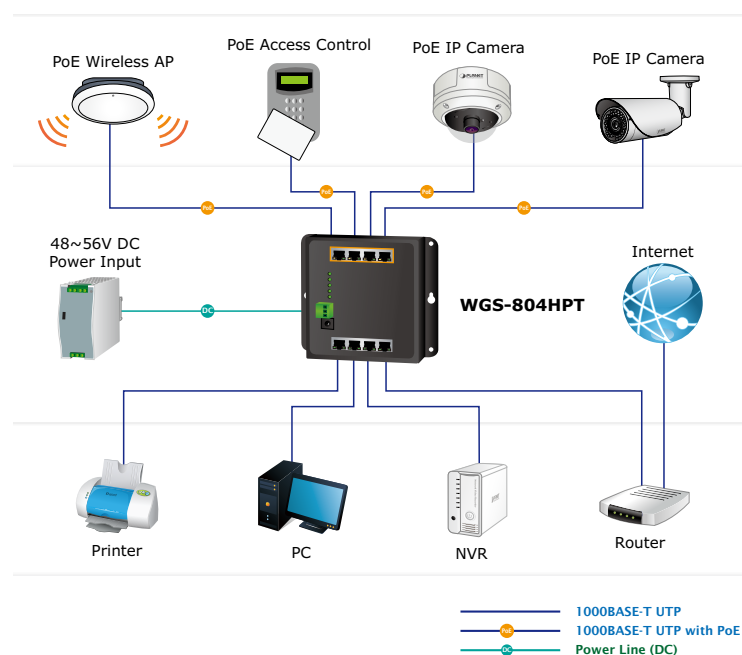 PoE Wireless AP
PoE Access Control
PoE IP Camera
PoE IP Camera
PLANET
PoE
PoE
PoE
PoE
48~56V DC
Power Input
DC
WGS-804HPT
Internet
Printer
PC
NVR
Router
1000BASE-T UTP
PoE
1000BASE-T UTP with PoE
DC
Power Line (DC)